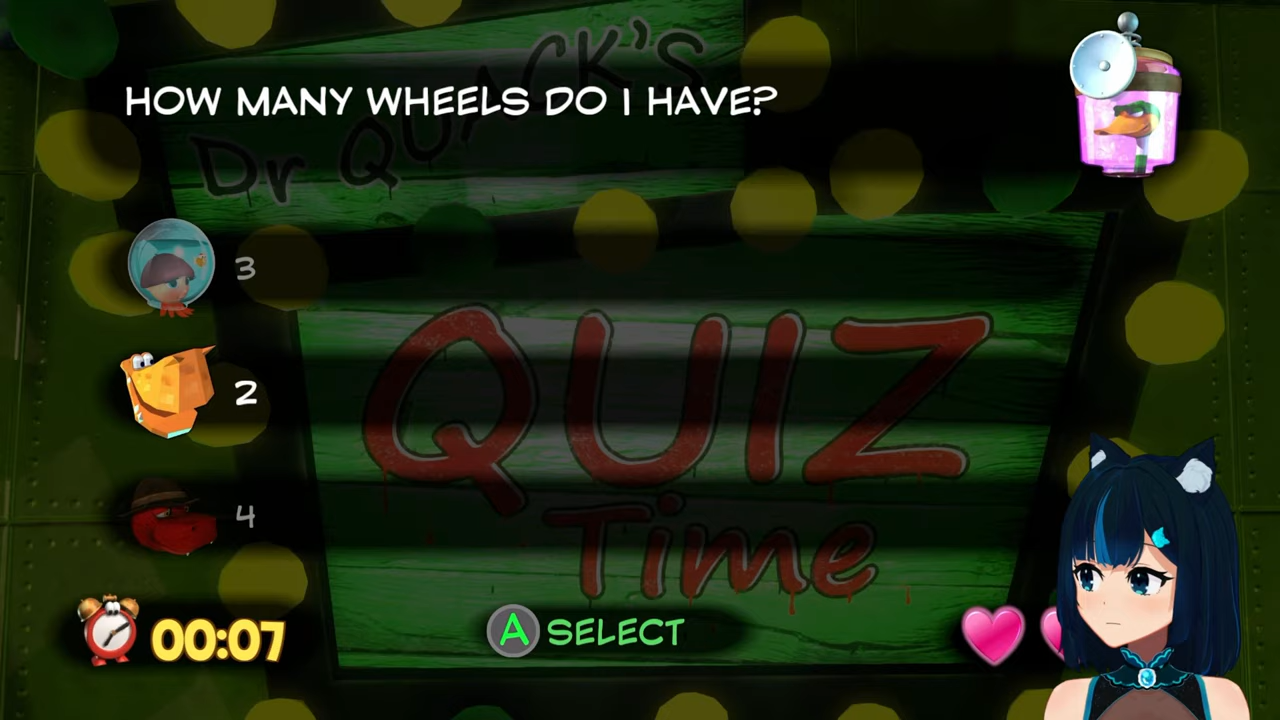 HOW MANY WHEELS DO I HAVE?
Dr QUACK'S
3
2
4
QUIZ
Time
00:07
A SELECT